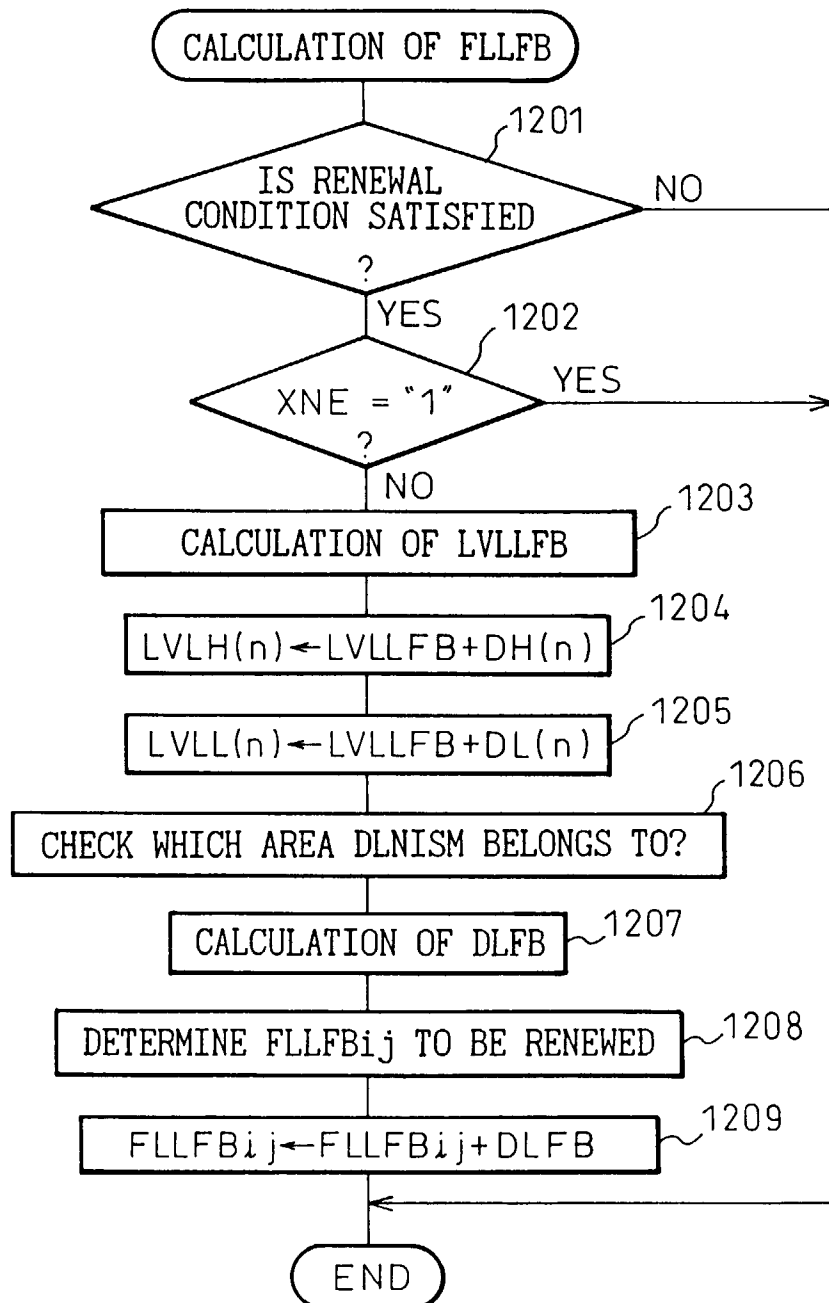 CALCULATION OF FLLFB
1201
IS RENEWAL
CONDITION SATISFIED
?
NO
YES
1202
XNE = "1"
?
YES
NO
1203
CALCULATION OF LVLLFB
1204
LVLH(n)←LVLLFB+DH(n)
1205
LVLL(n)←LVLLFB+DL(n)
1206
CHECK WHICH AREA DLNISM BELONGS TO?
CALCULATION OF DLFB
1207
DETERMINE FLLFBij TO BE RENEWED
1208
1209
FLLFBij←FLLFBij+DLFB
END